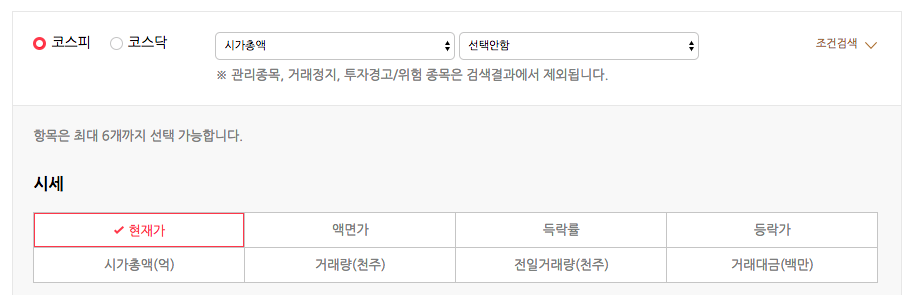 코스피 코스닥 시가총액 선택안함 조건검색
※ 관리종목, 거래정지, 투자경고/위험 종목은 검색결과에서 제외됩니다.
항목은 최대 6개까지 선택 가능합니다.
시세
현재가 액면가 득락률 등락가
시가총액(억) 거래량(천주) 전일거래량(천주) 거래대금(백만)